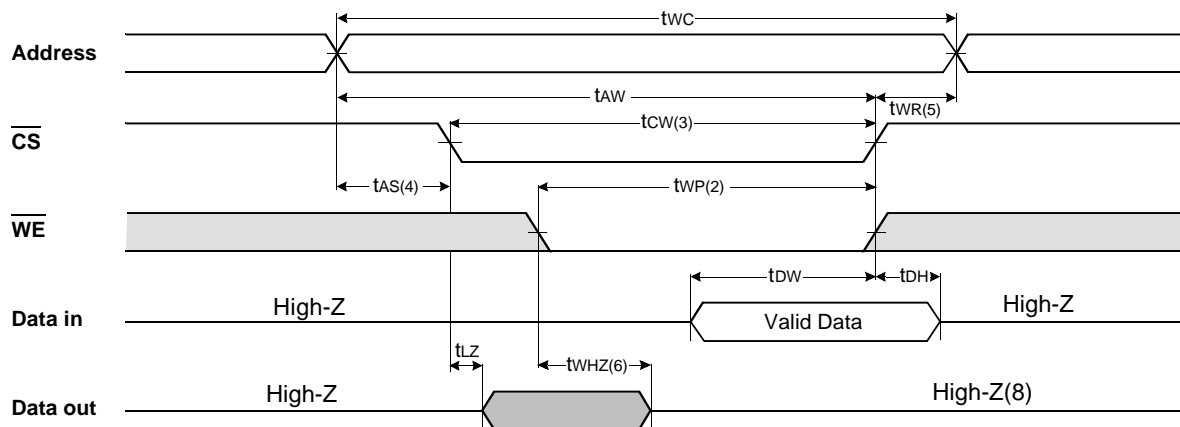 tWC
Address
tAW
tWR(5)
tCW(3)
CS
tAS(4)
tWP(2)
WE
tDW
tDH
High-Z
High-Z
Data in
Valid Data
tLZ
tWHZ(6)
High-Z
High-Z(8)
Data out